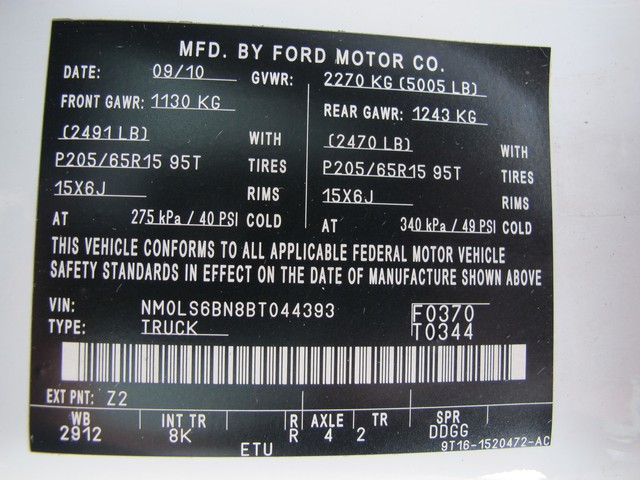 MFD. BY FORD MOTOR CO.
DATE: 09/10 GVWR: 2270 KG (5005 LB)
FRONT GAWR: 1130 KG REAR GAWR: 1243 KG
(2491 LB) WITH (2470 LB) WITH
P205/65R15 95T TIRES P205/65R15 95T TIRES
15X6J RIMS 15X6J RIMS
AT 275 kPa / 40 PSI COLD AT 340 kPa / 49 PSI COLD
THIS VEHICLE CONFORMS TO ALL APPLICABLE FEDERAL MOTOR VEHICLE
SAFETY STANDARDS IN EFFECT ON THE DATE OF MANUFACTURE SHOWN ABOVE
VIN: NM0LS6BN8BT044393 F0370
TYPE: TRUCK T0344
EXT PNT: Z2
WB INT TR R AXLE TR SPR
2912 8K R 4 2 DDGG
ETU 9T16-1520472-AC